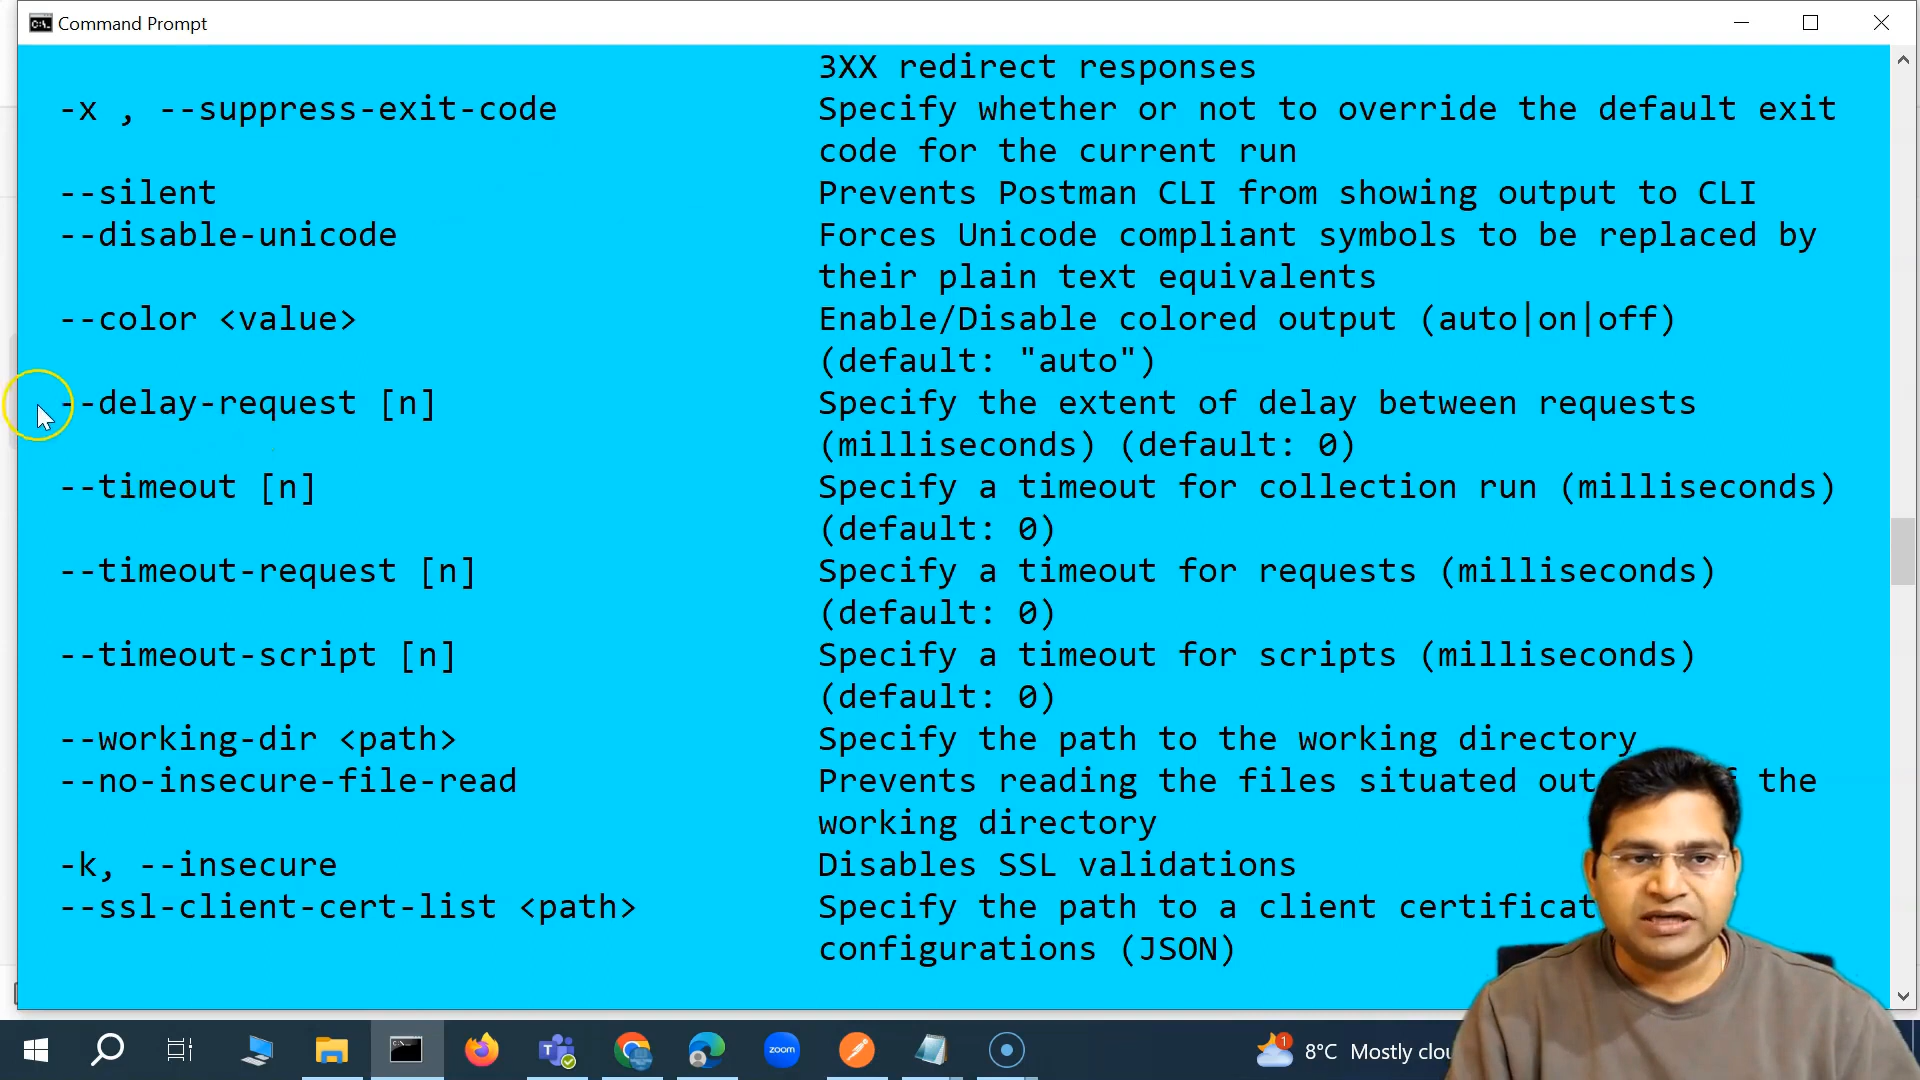 Command Prompt
3XX redirect responses
-x , --suppress-exit-code Specify whether or not to override the default exit
code for the current run
--silent Prevents Postman CLI from showing output to CLI
--disable-unicode Forces Unicode compliant symbols to be replaced by
their plain text equivalents
--color <value> Enable/Disable colored output (auto|on|off)
(default: "auto")
--delay-request [n] Specify the extent of delay between requests
(milliseconds) (default: 0)
--timeout [n] Specify a timeout for collection run (milliseconds)
(default: 0)
--timeout-request [n] Specify a timeout for requests (milliseconds)
(default: 0)
--timeout-script [n] Specify a timeout for scripts (milliseconds)
(default: 0)
--working-dir <path> Specify the path to the working directory
--no-insecure-file-read Prevents reading the files situated out the
working directory
-k, --insecure Disables SSL validations
--ssl-client-cert-list <path> Specify the path to a client certificat
configurations (JSON)
zoom
1
8°C Mostly clou